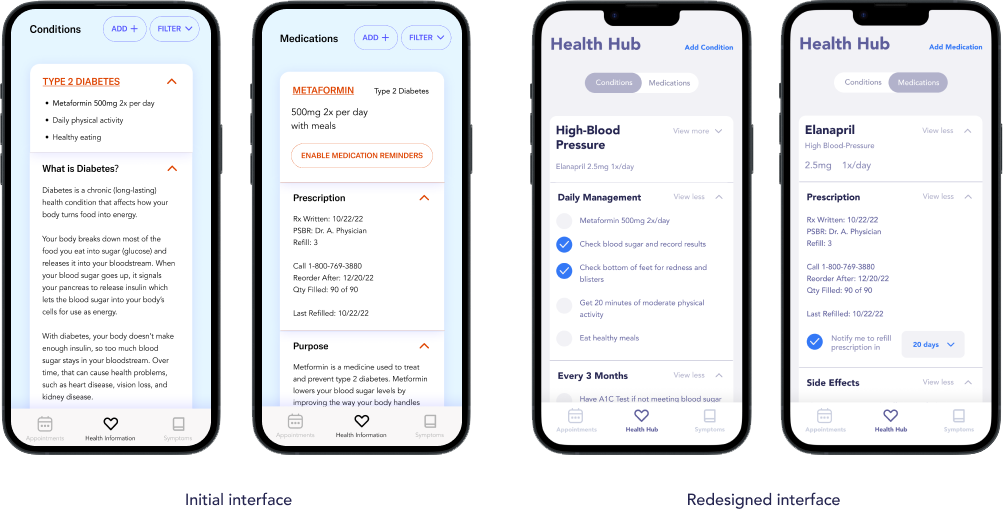 Conditions
ADD +
FILTER
TYPE 2 DIABETES
• Metaformin 500mg 2x per day
• Daily physical activity
• Healthy eating
What is Diabetes?
Diabetes is a chronic (long-lasting)
health condition that affects how your
body turns food into energy.
Your body breaks down most of the
food you eat into sugar (glucose) and
releases it into your bloodstream. When
your blood sugar goes up, it signals
your pancreas to release insulin which
lets the blood sugar into your body's
cells for use as energy.
With diabetes, your body doesn't make
enough insulin, so too much blood
sugar stays in your bloodstream. Over
time, that can cause health problems,
such as heart disease, vision loss, and
kidney disease.
Appointments
Health Information
Symptoms
Medications
ADD +
FILTER
METAFORMIN
Type 2 Diabetes
500mg 2x per day
with meals
ENABLE MEDICATION REMINDERS
Prescription
Rx Written: 10/22/22
PSBR: Dr. A. Physician
Refill: 3
Call 1-800-769-3880
Reorder After: 12/20/22
Qty Filled: 90 of 90
Last Refilled: 10/22/22
Purpose
Metformin is a medicine used to treat
and prevent type 2 diabetes. Metformin
lowers your blood sugar levels by
improving the way your body handles
Appointments
Health Information
Symptoms
Initial interface
Health Hub
Add Condition
Conditions
Medications
High-Blood
Pressure
View more
Elanapril 2.5mg 1x/day
Daily Management
View less
Metaformin 500mg 2x/day
Check blood sugar and record results
Check bottom of feet for redness and
blisters
Get 20 minutes of moderate physical
activity
Eat healthy meals
Every 3 Months
View less
Have A1C Test if not meeting blood sugar
Appointments
Health Hub
Symptoms
Health Hub
Add Medication
Conditions
Medications
Elanapril
View less
High Blood-Pressure
2.5mg 1x/day
Prescription
View less
Rx Written: 10/22/22
PSBR: Dr. A. Physician
Refill: 3
Call 1-800-769-3880
Reorder After: 12/20/22
Qty Filled: 90 of 90
Last Refilled: 10/22/22
Notify me to refill
prescription in
20 days
Side Effects
View less
Appointments
Health Hub
Symptoms
Redesigned interface